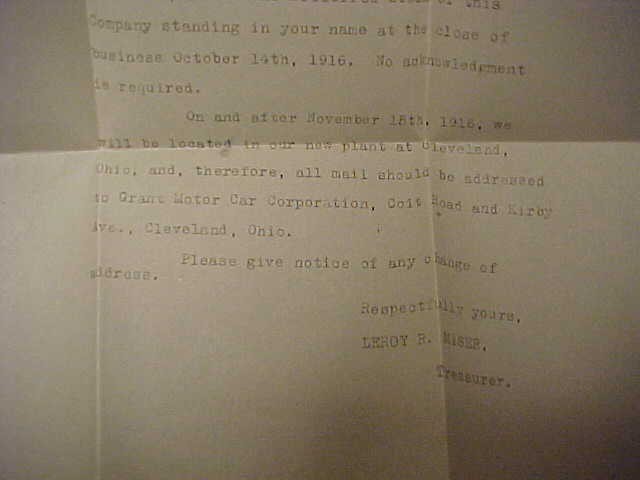 of this
Company standing in your name at the close of
business October 14th, 1916. No acknowledgment
is required.
On and after November 15th, 1916, we
will be located in our new plant at Cleveland,
Ohio, and, therefore, all mail should be addressed
to Grant Motor Car Corporation, Coit Road and Kirby
Ave., Cleveland, Ohio.
Please give notice of any change of
address.
Respectfully yours,
LEROY R. MISER,
Treasurer.